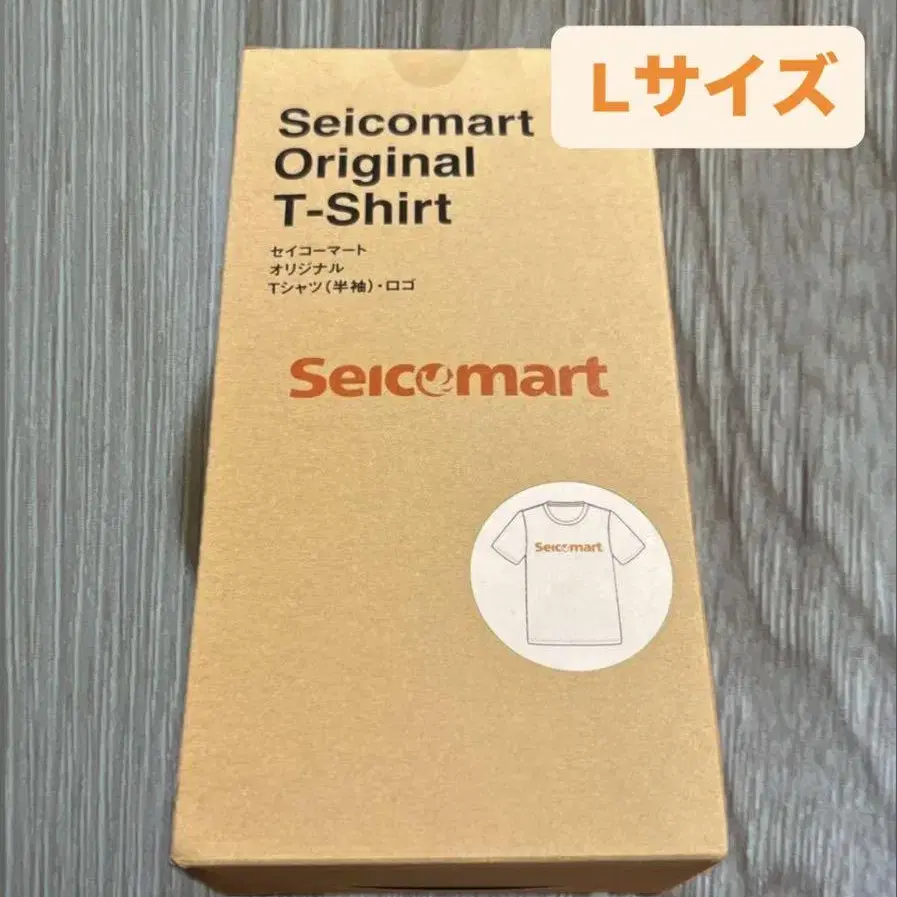 Lサイズ
Seicomart
Original
T-Shirt
セイコーマート
オリジナル
Tシャツ(半袖)・ロゴ
Seicomart
Seicomart